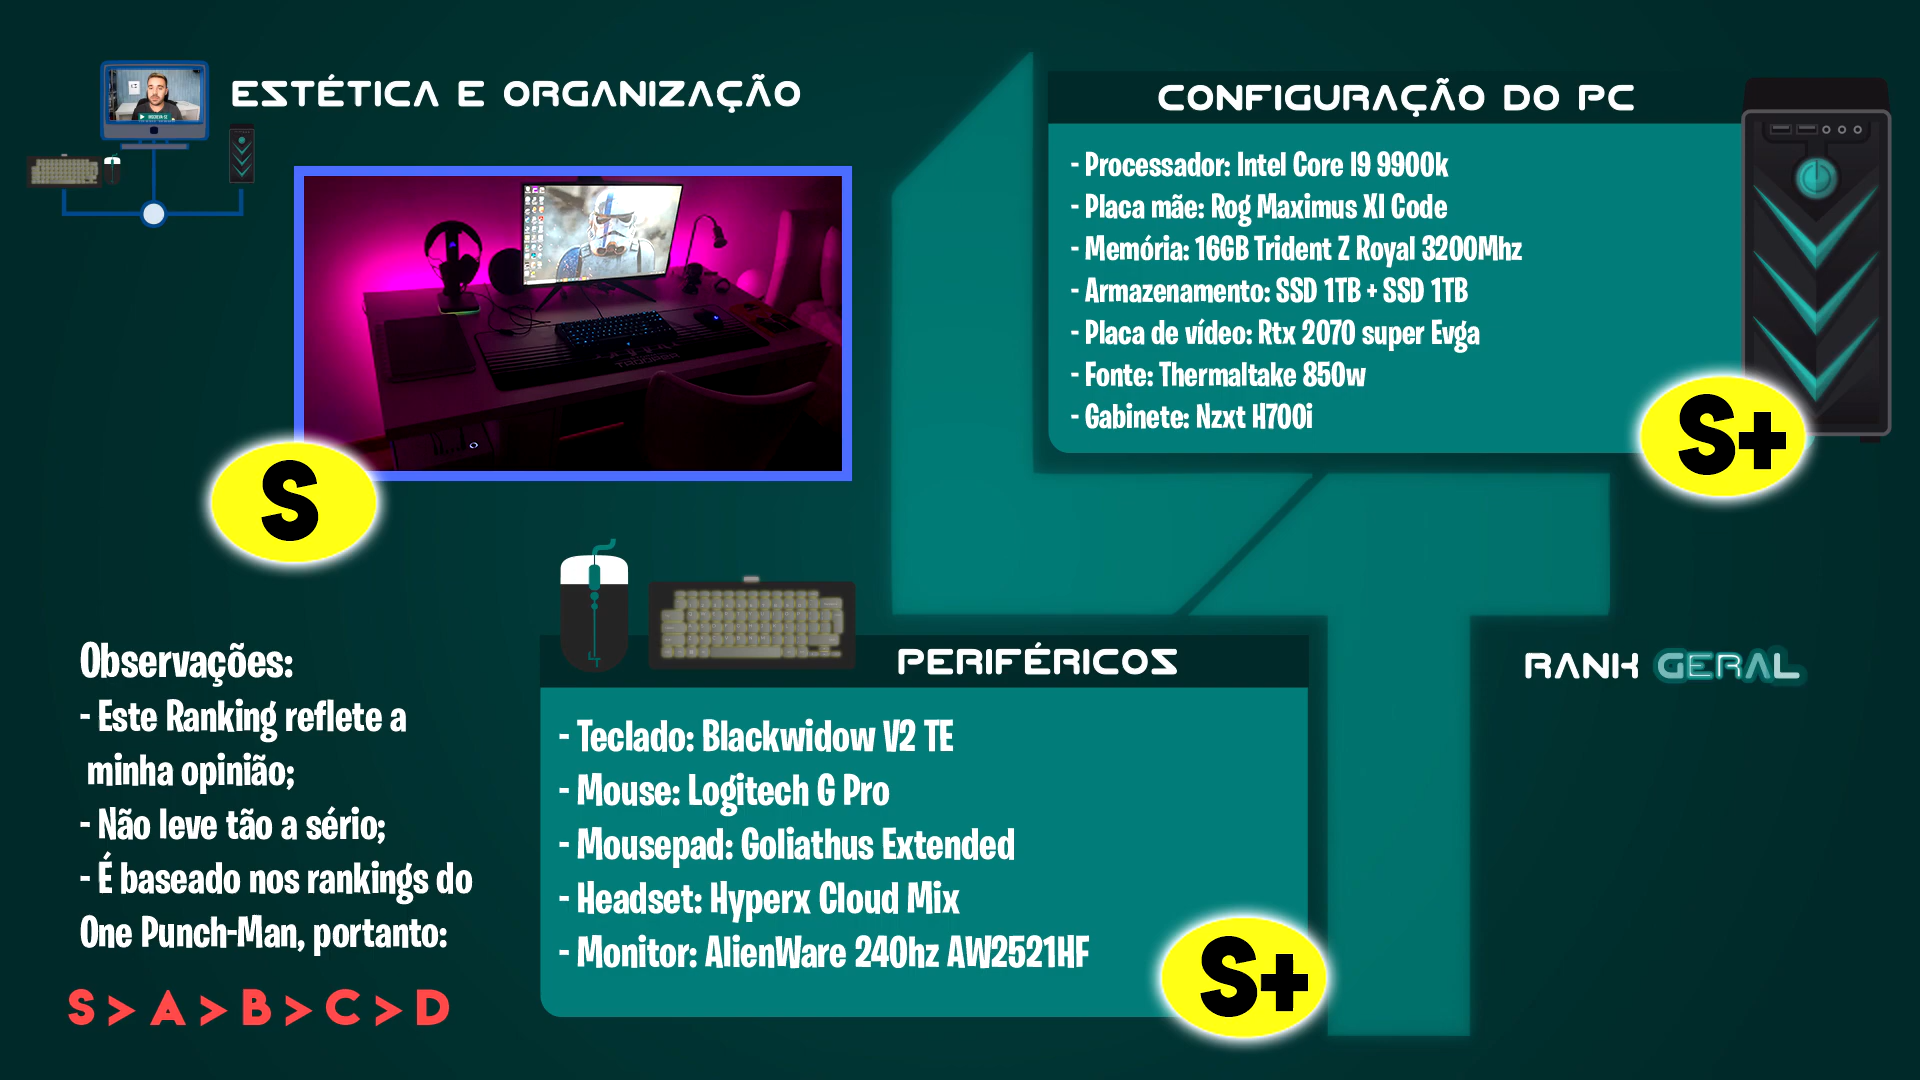 ESTÉTICA E ORGANIZAÇÃO
S
CONFIGURAÇÃO DO PC
- Processador: Intel Core I9 9900k
- Placa mãe: Rog Maximus XI Code
- Memória: 16GB Trident Z Royal 3200Mhz
- Armazenamento: SSD 1TB + SSD 1TB
- Placa de vídeo: Rtx 2070 super Evga
- Fonte: Thermaltake 850w
- Gabinete: Nzxt H700i
S+
Observações:
- Este Ranking reflete a
minha opinião;
- Não leve tão a sério;
- É baseado nos rankings do
One Punch-Man, portanto:
S > A > B > C > D
PERIFÉRICOS
- Teclado: Blackwidow V2 TE
- Mouse: Logitech G Pro
- Mousepad: Goliathus Extended
- Headset: Hyperx Cloud Mix
- Monitor: AlienWare 240hz AW2521HF
S+
RANK GERAL